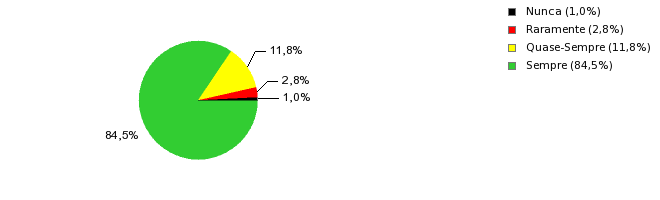 Nunca (1,0%)
Raramente (2,8%)
Quase-Sempre (11,8%)
Sempre (84,5%)
11,8%
2,8%
1,0%
84,5%